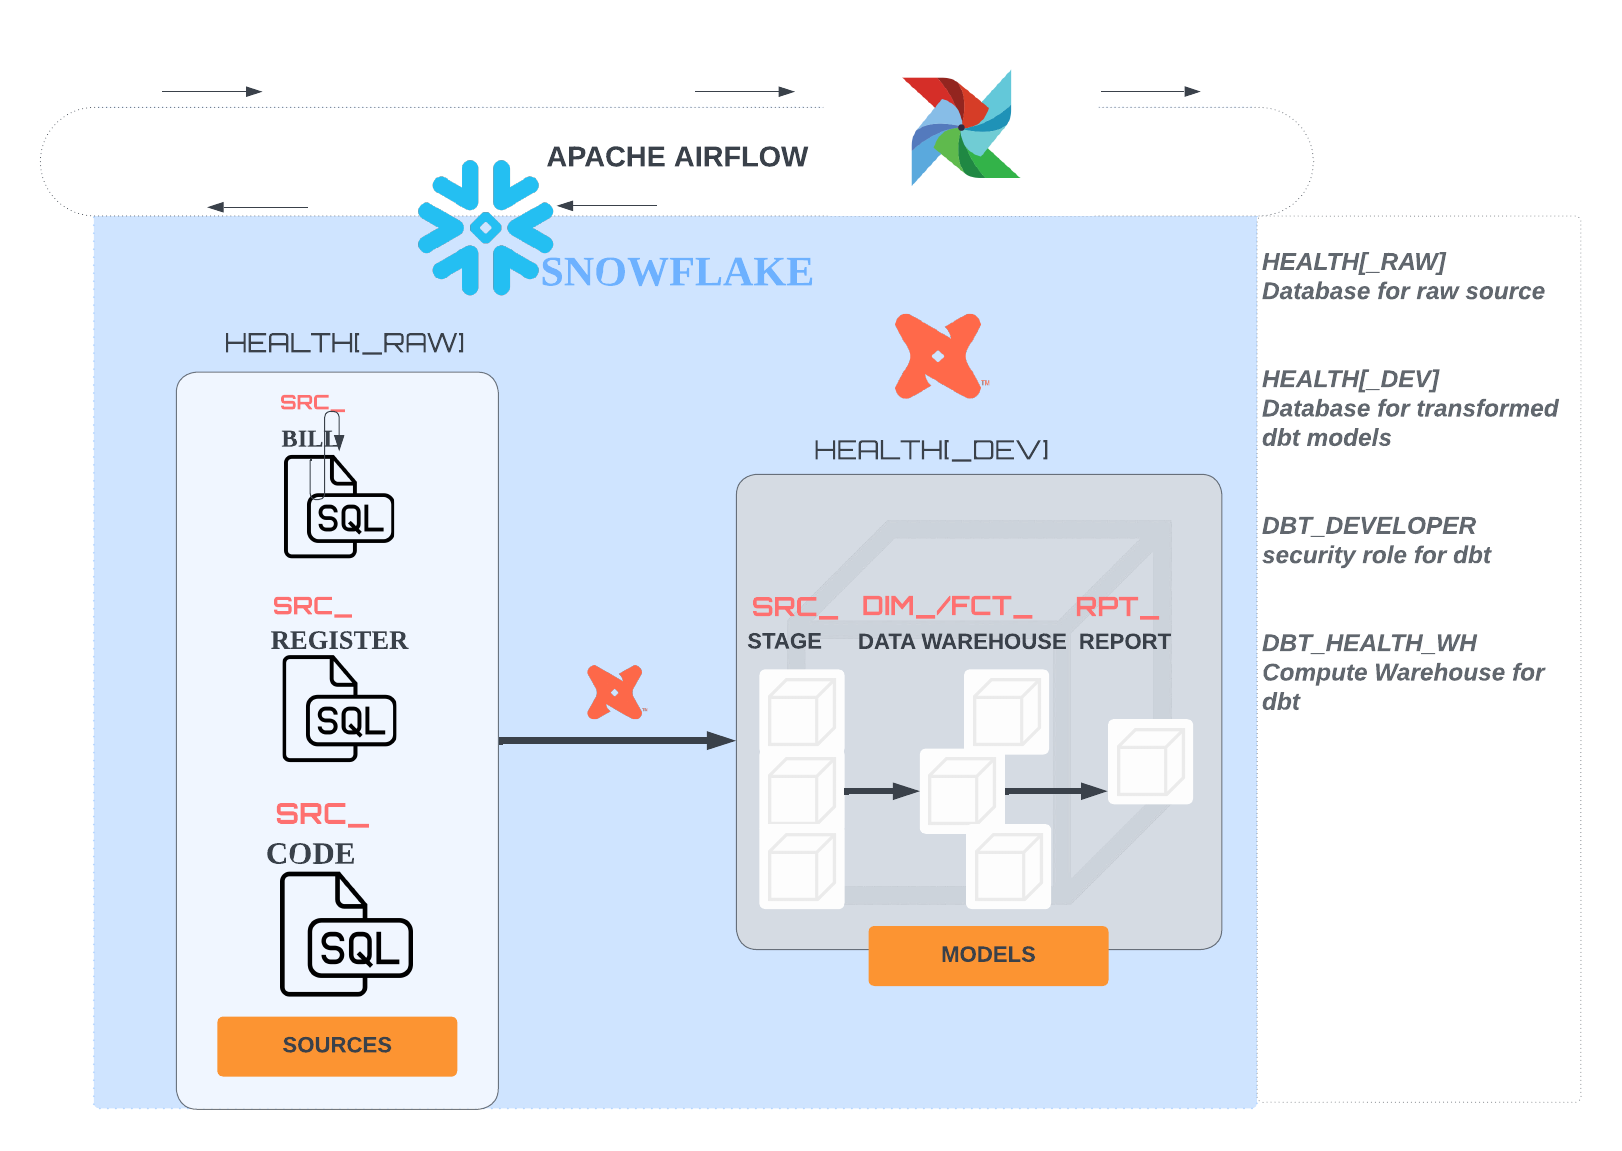 APACHE AIRFLOW
SNOWFLAKE
HEALTH[_RAW]
SRC_
BILL
SQL
SRC_
REGISTER
SQL
SRC_
CODE
SQL
SOURCES
TM
TM
HEALTH[_DEV]
SRC_ DIM_/FCT_ RPT_
STAGE DATA WAREHOUSE REPORT
MODELS
HEALTH[_RAW]
Database for raw source
HEALTH[_DEV]
Database for transformed
dbt models
DBT_DEVELOPER
security role for dbt
DBT_HEALTH_WH
Compute Warehouse for
dbt